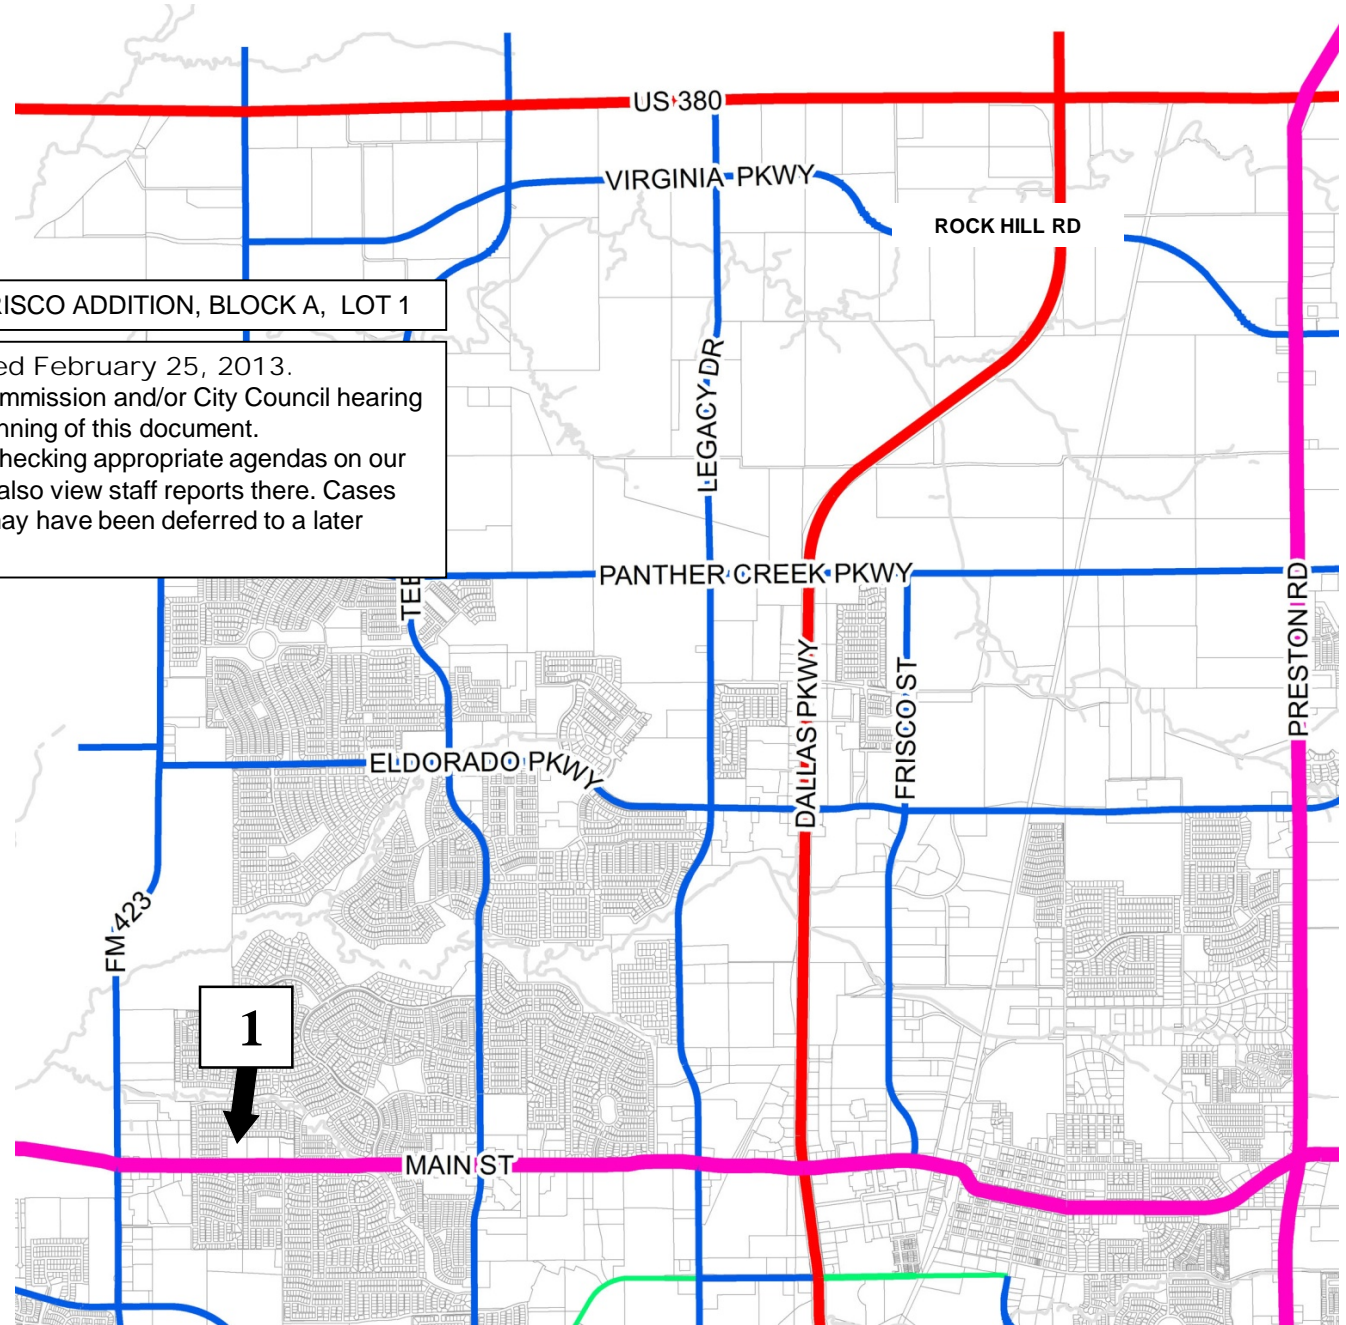 US 380
VIRGINIA PKWY
ROCK HILL RD
RISCO ADDITION, BLOCK A, LOT 1
ed February 25, 2013.
mmission and/or City Council hearing
nning of this document.
hecking appropriate agendas on our
also view staff reports there. Cases
may have been deferred to a later
LEGACY DR
PANTHER CREEK PKWY
TEE
PRESTON RD
DALLAS PKWY
FRISCO ST
ELDORADO PKWY
FM 423
1
MAIN ST